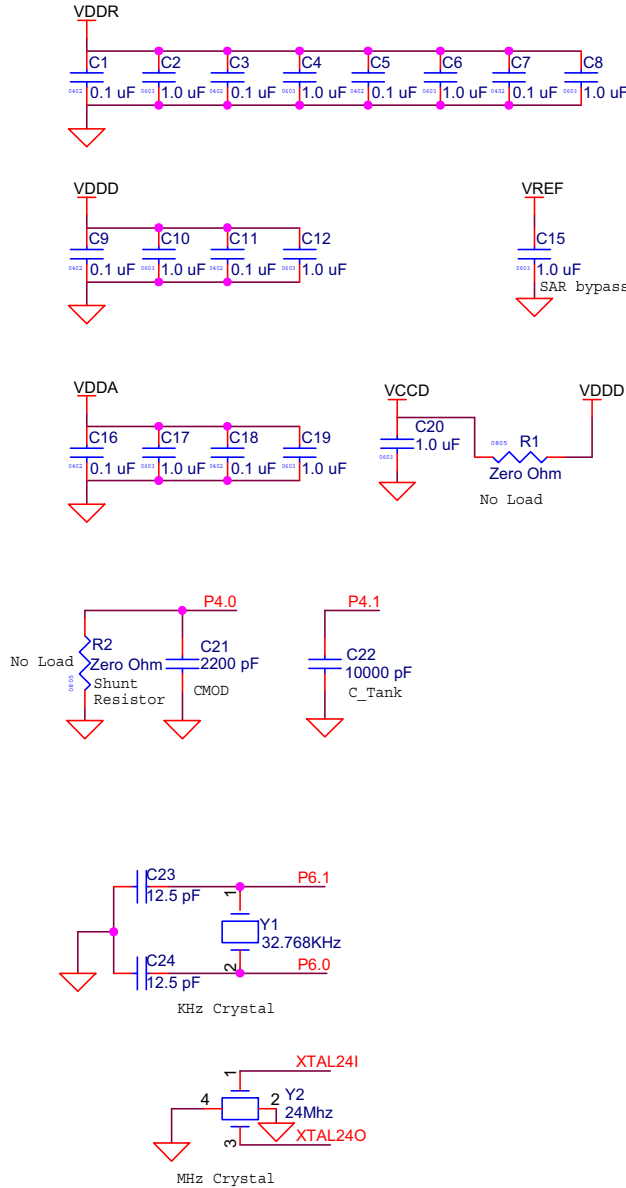 VDDR
C1 C2 C3 C4 C5 C6 C7 C8
0402 0.1 uF 0603 1.0 uF 0402 0.1 uF 0603 1.0 uF 0402 0.1 uF 0603 1.0 uF 0402 0.1 uF 0603 1.0 uF
VDDD VREF
C9 C10 C11 C12 C15
0402 0.1 uF 0603 1.0 uF 0402 0.1 uF 0603 1.0 uF 0603 1.0 uF
SAR bypass
VDDA VCCD VDDD
C16 C17 C18 C19 C20 R1
0402 0.1 uF 0603 1.0 uF 0402 0.1 uF 0603 1.0 uF 0603 1.0 uF 0805 Zero Ohm
No Load
P4.0 P4.1
R2 C21 C22
No Load 0805 Zero Ohm 2200 pF 10000 pF
Shunt CMOD C_Tank
Resistor
C23 P6.1
12.5 pF 1
Y1
32.768KHz
C24 2 P6.0
12.5 pF
KHz Crystal
XTAL24I
1
4 2 Y2
24Mhz
3 XTAL24O
MHz Crystal